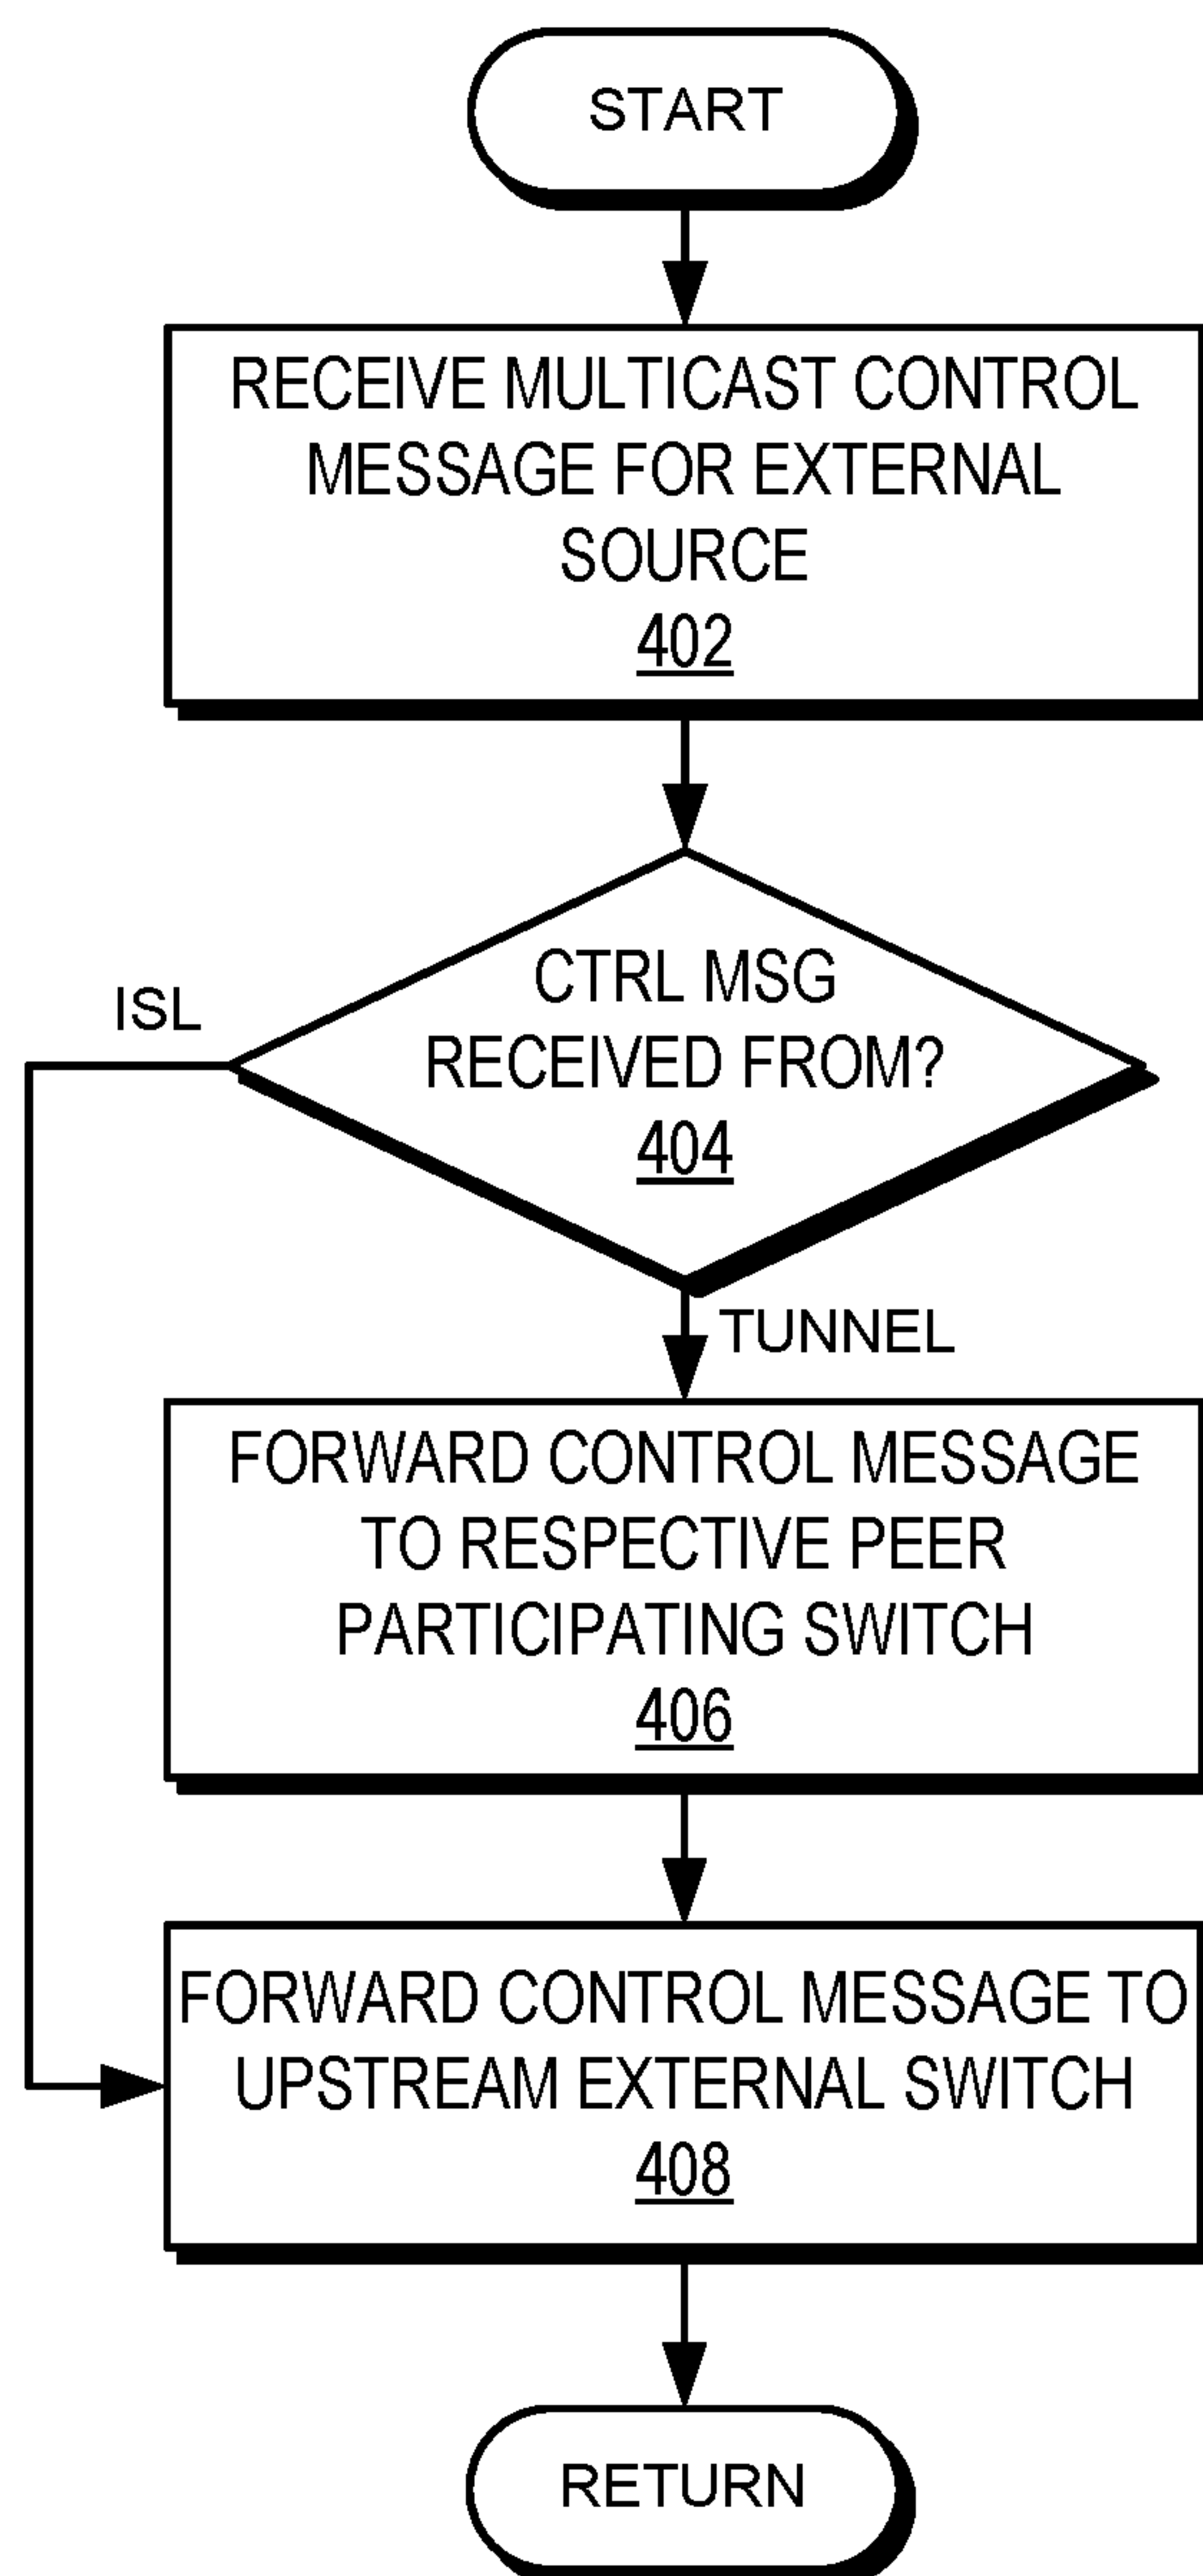 START
RECEIVE MULTICAST CONTROL
MESSAGE FOR EXTERNAL
SOURCE
402
CTRL MSG
RECEIVED FROM?
404
ISL
TUNNEL
FORWARD CONTROL MESSAGE
TO RESPECTIVE PEER
PARTICIPATING SWITCH
406
FORWARD CONTROL MESSAGE TO
UPSTREAM EXTERNAL SWITCH
408
RETURN